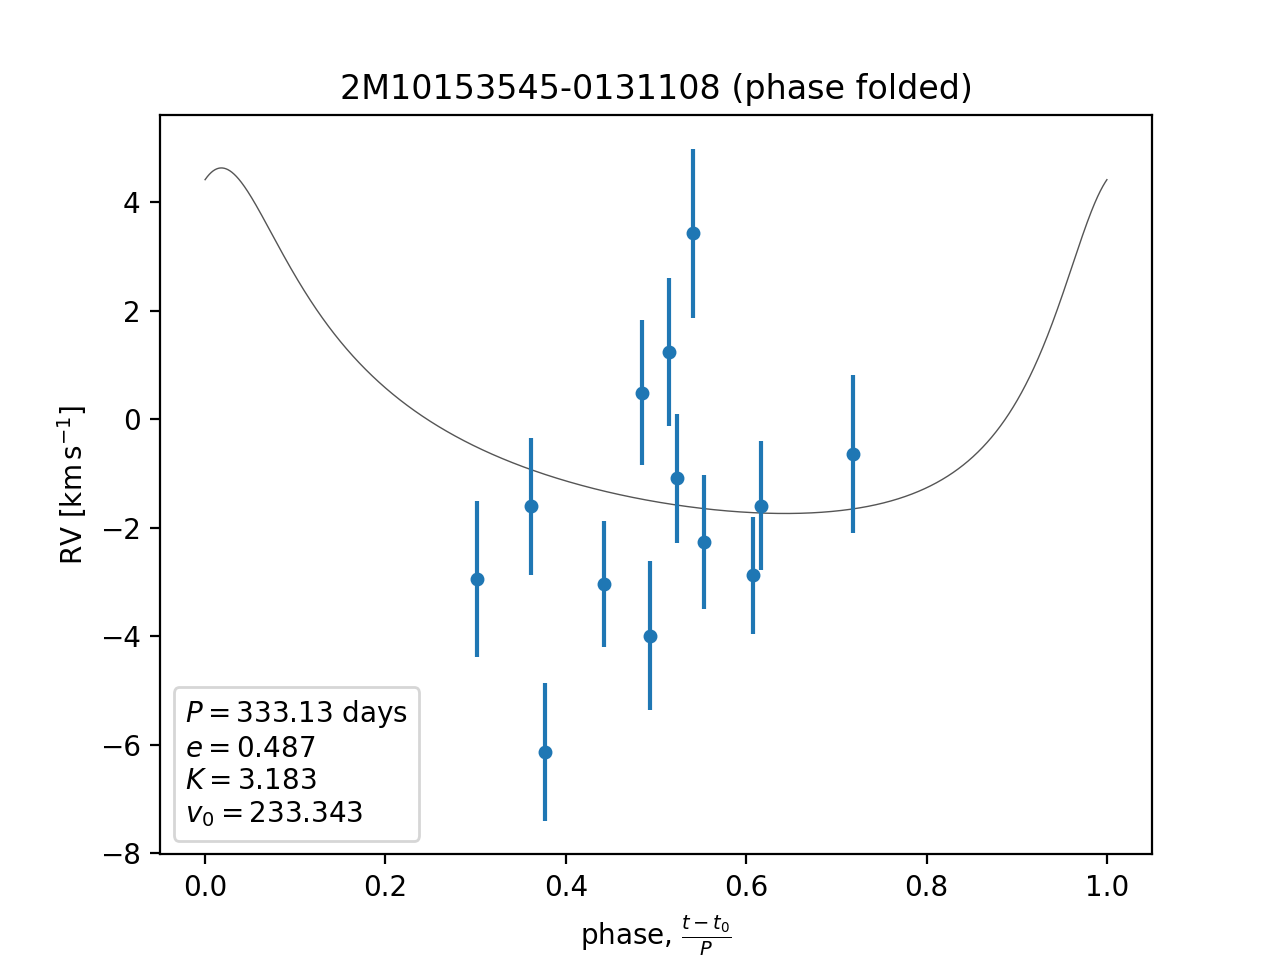 2M10153545-0131108 (phase folded)
4
2
0
−2
−4
−6
−8
RV [km s⁻¹]
P = 333.13 days
e = 0.487
K = 3.183
v₀ = 233.343
0.0 0.2 0.4 0.6 0.8 1.0
phase, (t − t₀)/P